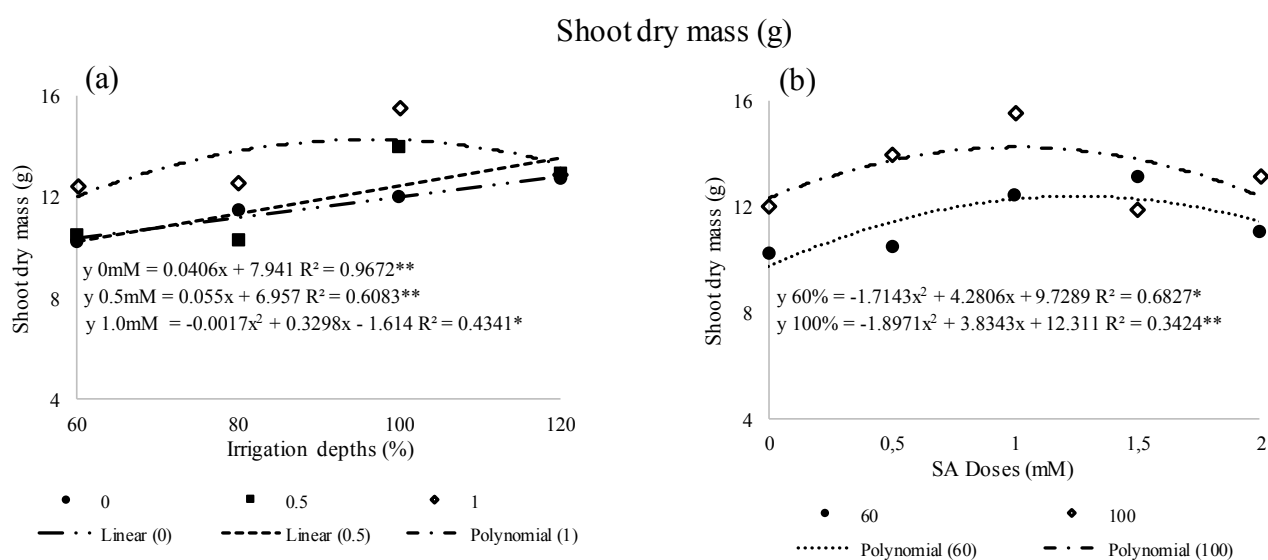 Shoot dry mass (g)
(a)
16
12
8
4
Shoot dry mass (g)
y 0mM = 0.0406x + 7.941 R² = 0.9672**
y 0.5mM = 0.055x + 6.957 R² = 0.6083**
y 1.0mM = -0.0017x² + 0.3298x - 1.614 R² = 0.4341*
60 80 100 120
Irrigation depths (%)
0 0.5 1
Linear (0) Linear (0.5) Polynomial (1)
(b)
16
12
8
4
Shoot dry mass (g)
y 60% = -1.7143x² + 4.2806x + 9.7289 R² = 0.6827*
y 100% = -1.8971x² + 3.8343x + 12.311 R² = 0.3424**
0 0,5 1 1,5 2
SA Doses (mM)
60 100
Polynomial (60) Polynomial (100)